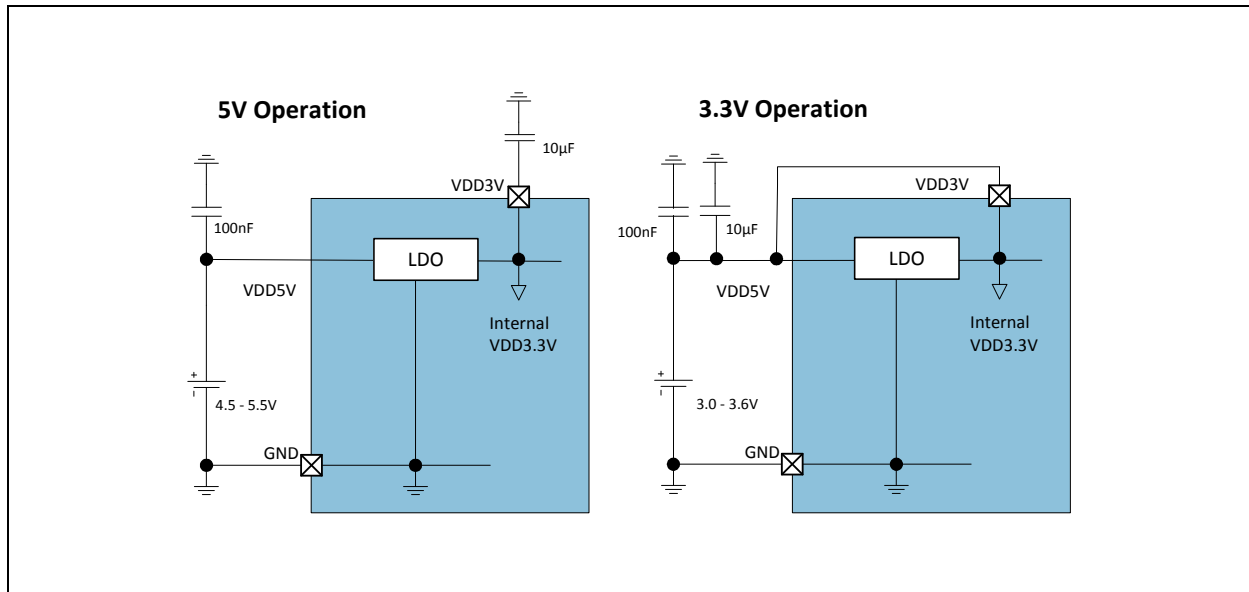 5V Operation
10µF
VDD3V
100nF
LDO
VDD5V
Internal
VDD3.3V
+
-
4.5 - 5.5V
GND
3.3V Operation
VDD3V
100nF
10µF
LDO
VDD5V
Internal
VDD3.3V
+
-
3.0 - 3.6V
GND